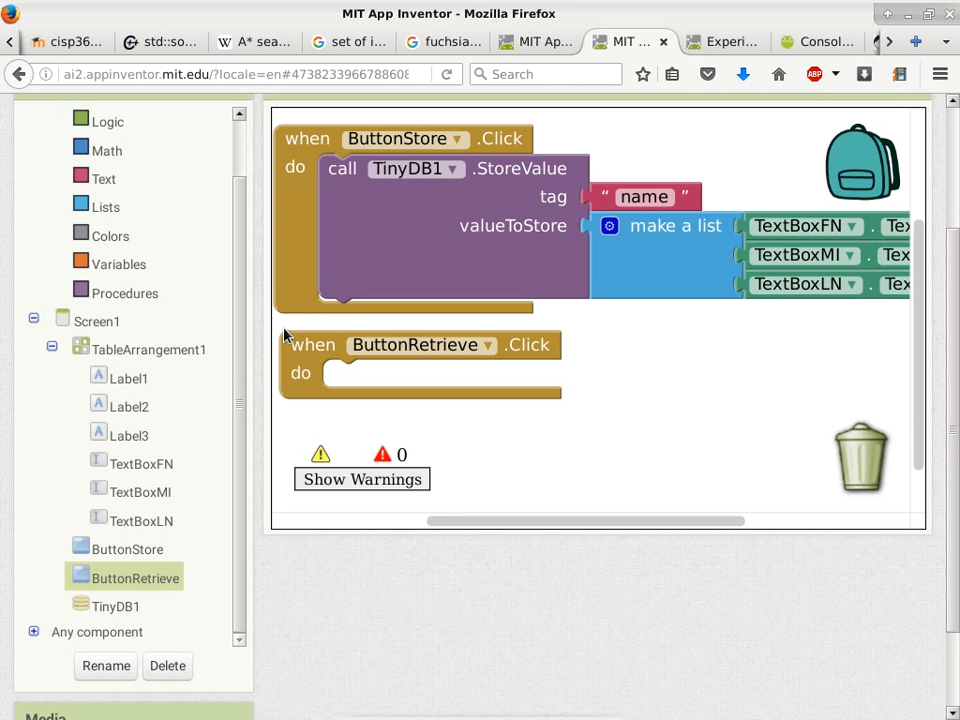 MIT App Inventor - Mozilla Firefox
cisp36...
std::so...
W A* sea...
G set of i...
G fuchsia...
MIT Ap...
MIT ...
Experi...
Consol...
ai2.appinventor.mit.edu/?locale=en#473823396678860
Search
ABP
Logic
Math
Text
Lists
Colors
Variables
Procedures
Screen1
TableArrangement1
A Label1
A Label2
A Label3
TextBoxFN
TextBoxMI
TextBoxLN
ButtonStore
ButtonRetrieve
TinyDB1
Any component
Rename Delete
Media
when ButtonStore .Click
do call TinyDB1 .StoreValue
tag “ name ”
valueToStore make a list TextBoxFN . Tex
TextBoxMI . Tex
TextBoxLN . Tex
when ButtonRetrieve .Click
do
0
Show Warnings